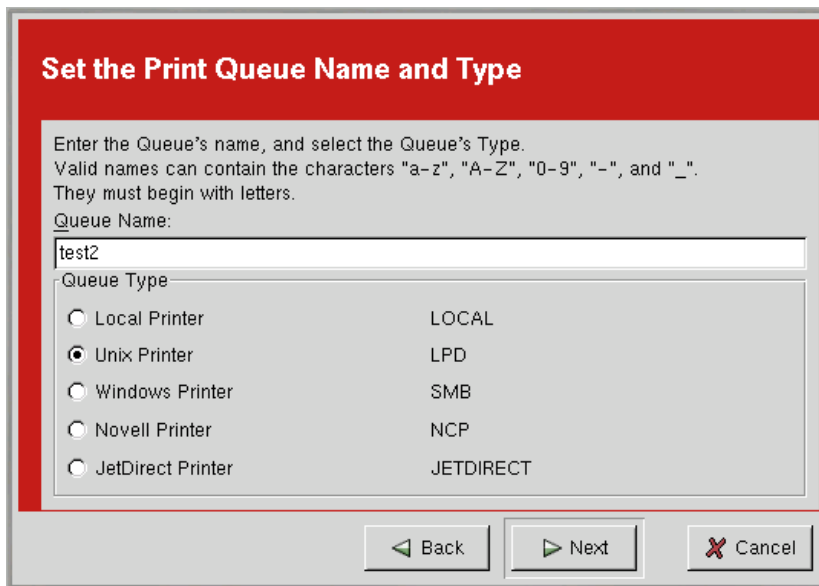 Set the Print Queue Name and Type
Enter the Queue's name, and select the Queue's Type.
Valid names can contain the characters "a-z", "A-Z", "0-9", "-", and "_".
They must begin with letters.
Queue Name:
test2
Queue Type
Local Printer LOCAL
Unix Printer LPD
Windows Printer SMB
Novell Printer NCP
JetDirect Printer JETDIRECT
Back Next Cancel